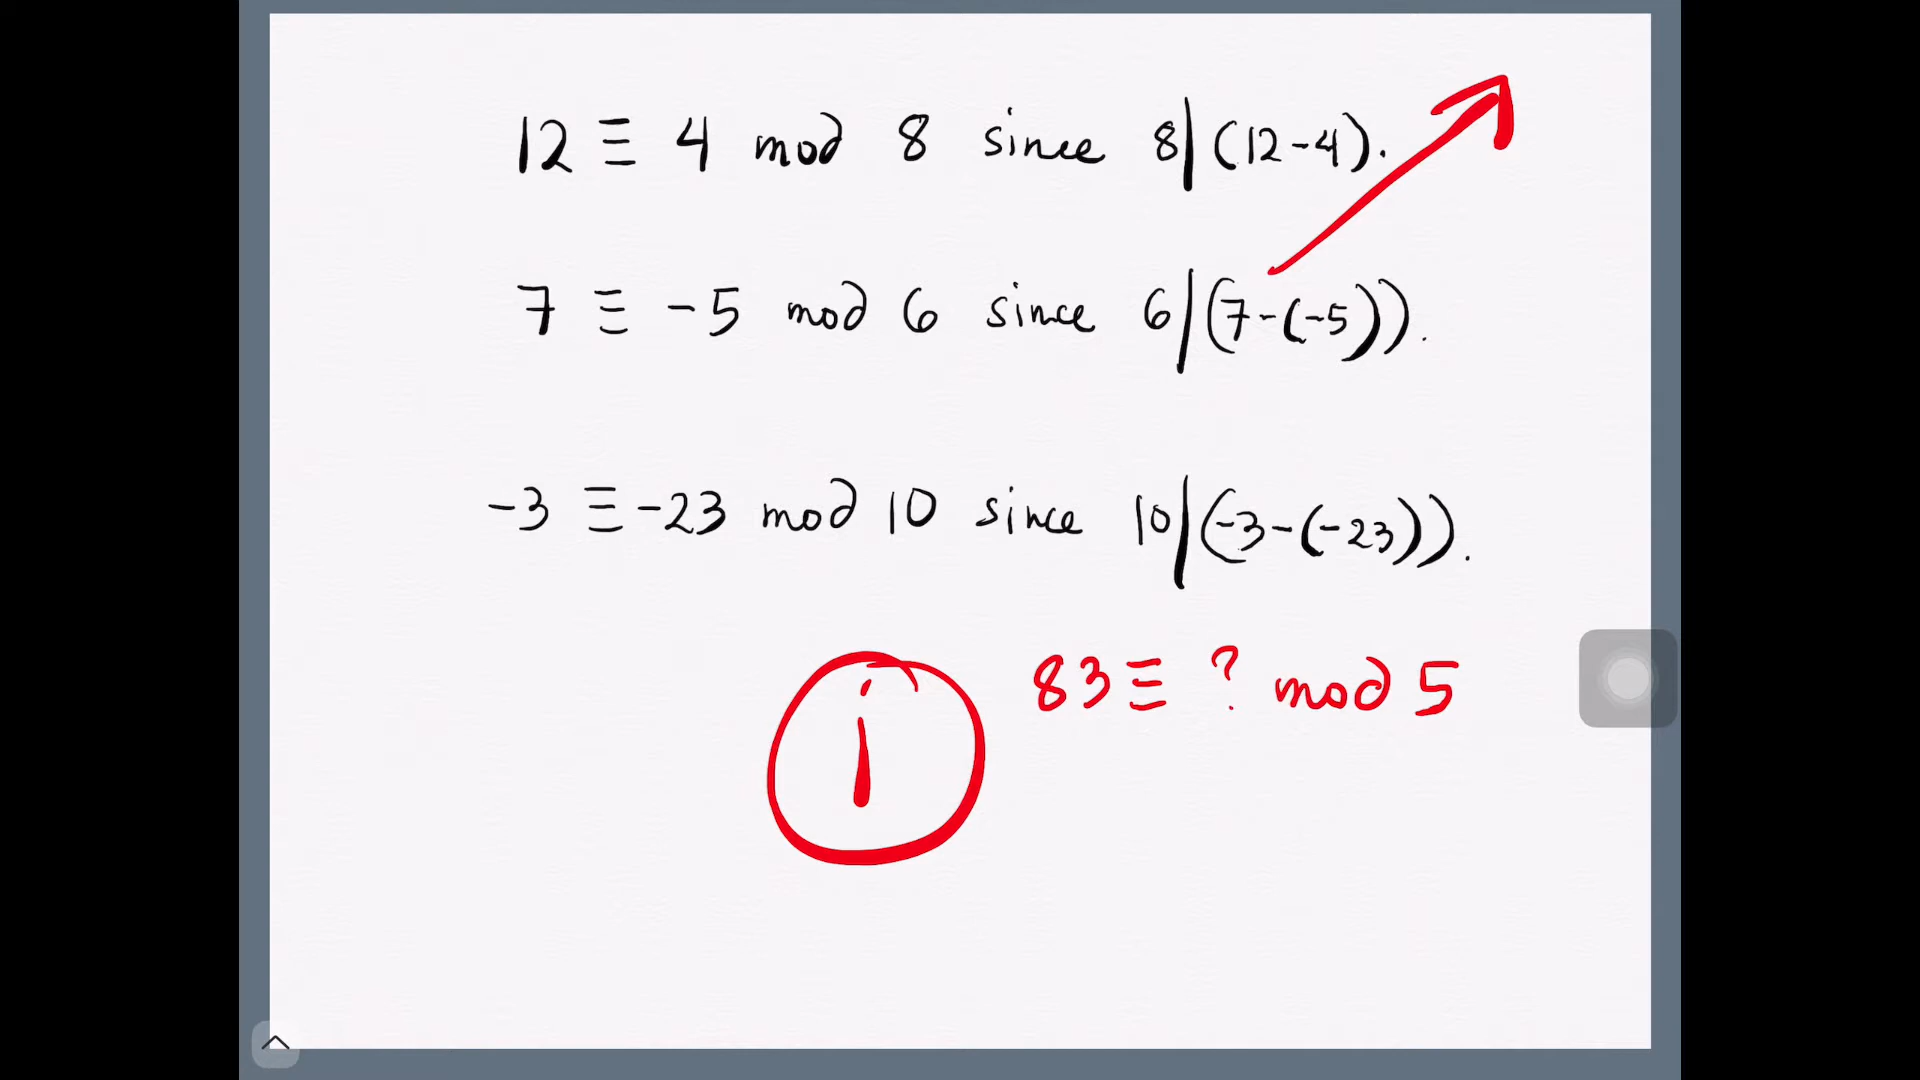 12 ≡ 4 mod 8 since 8|(12-4).
7 ≡ -5 mod 6 since 6|(7-(-5)).
-3 ≡ -23 mod 10 since 10|(-3-(-23)).
83 ≡ ? mod 5
i